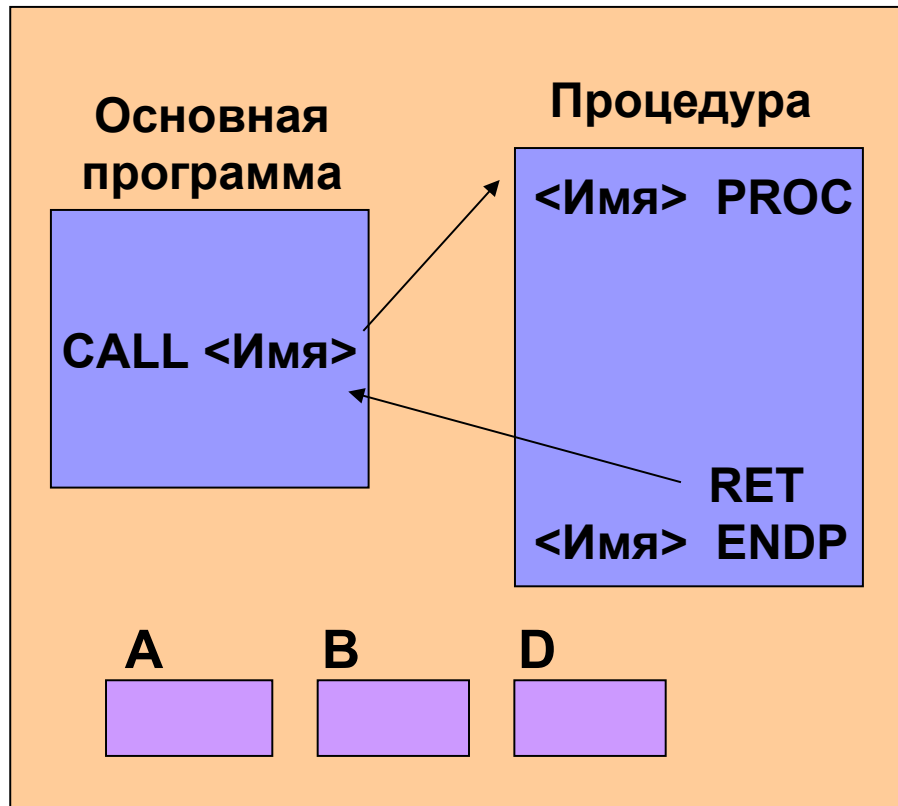 Основная
программа
CALL <Имя>
Процедура
<Имя> PROC
RET
<Имя> ENDP
A B D